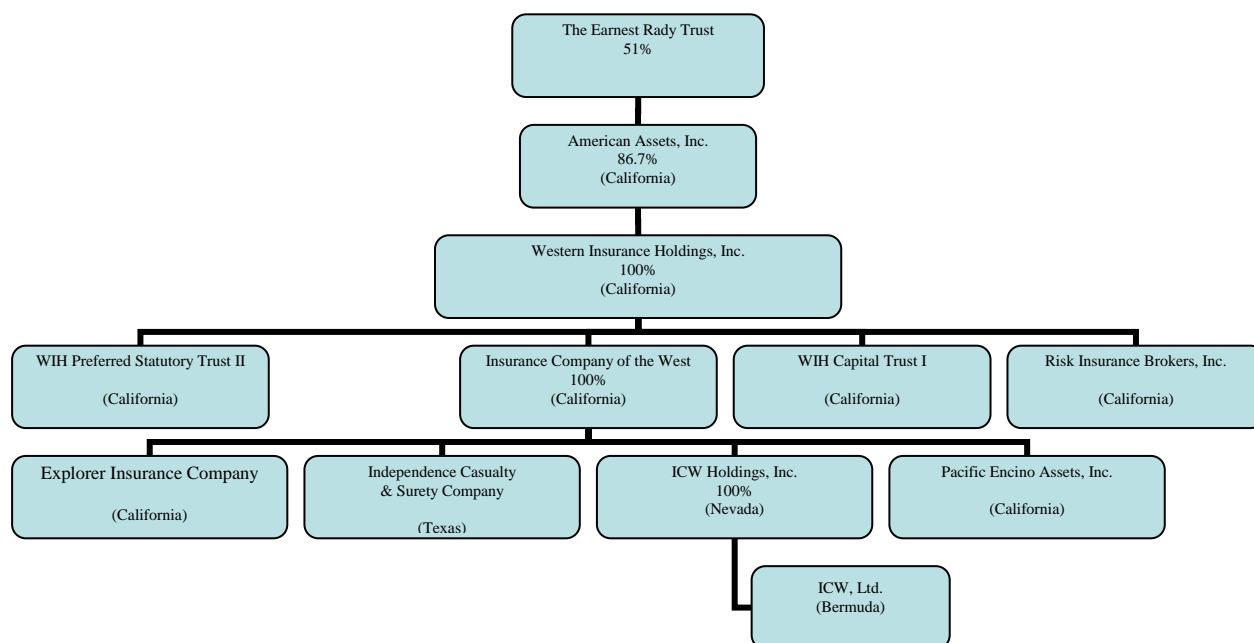 The Earnest Rady Trust
51%
American Assets, Inc.
86.7%
(California)
Western Insurance Holdings, Inc.
100%
(California)
WIH Preferred Statutory Trust II
(California)
Insurance Company of the West
100%
(California)
WIH Capital Trust I
(California)
Risk Insurance Brokers, Inc.
(California)
Explorer Insurance Company
(California)
Independence Casualty
& Surety Company
(Texas)
ICW Holdings, Inc.
100%
(Nevada)
Pacific Encino Assets, Inc.
(California)
ICW, Ltd.
(Bermuda)